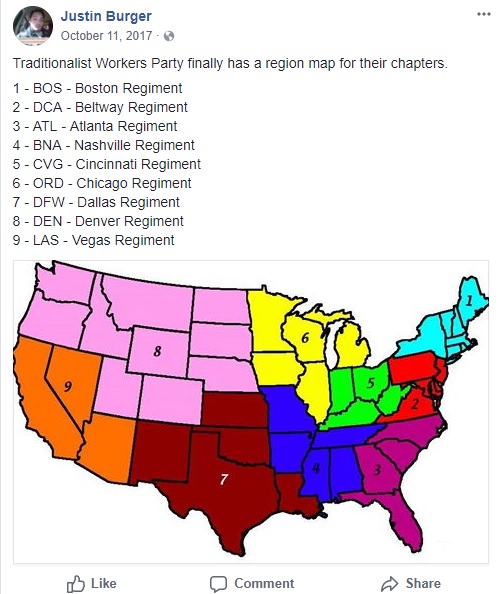 Justin Burger
October 11, 2017 ·
Traditionalist Workers Party finally has a region map for their chapters.
1 - BOS - Boston Regiment
2 - DCA - Beltway Regiment
3 - ATL - Atlanta Regiment
4 - BNA - Nashville Regiment
5 - CVG - Cincinnati Regiment
6 - ORD - Chicago Regiment
7 - DFW - Dallas Regiment
8 - DEN - Denver Regiment
9 - LAS - Vegas Regiment
1
6
8
5
9
2
4
3
7
Like Comment Share